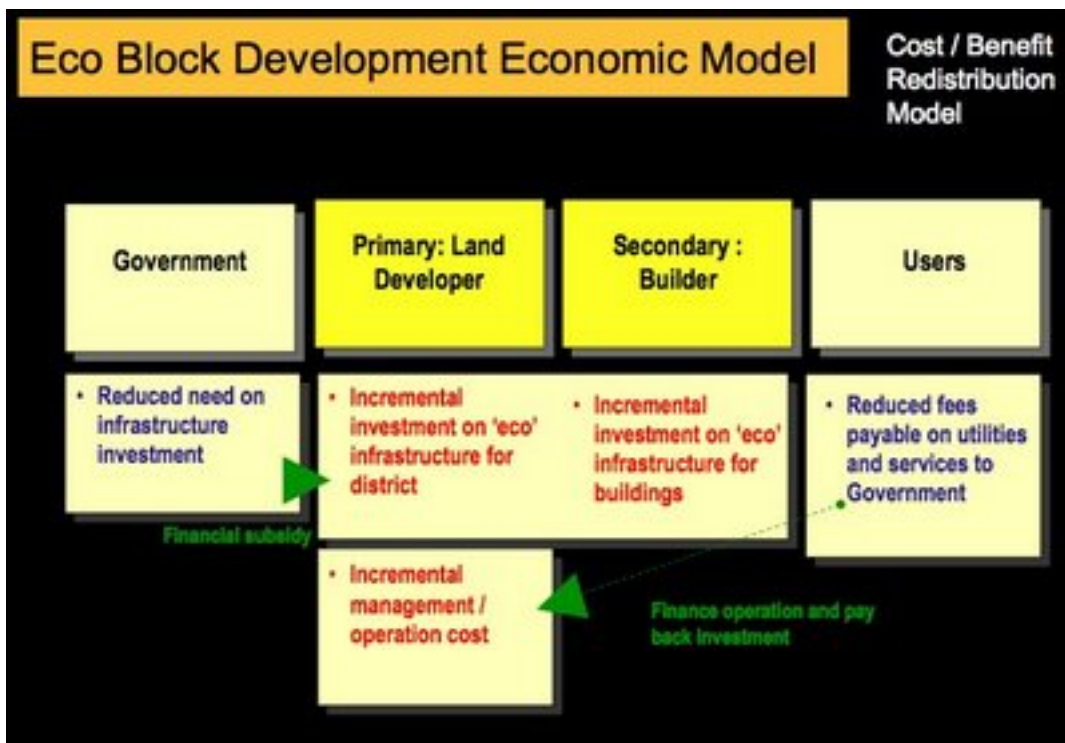 Eco Block Development Economic Model
Cost / Benefit
Redistribution
Model
Government
Primary: Land
Developer
Secondary :
Builder
Users
• Reduced need on
infrastructure
investment
• Incremental
investment on 'eco'
infrastructure for
district
• Incremental
investment on 'eco'
infrastructure for
buildings
• Reduced fees
payable on utilities
and services to
Government
Financial subsidy
• Incremental
management /
operation cost
Finance operation and pay
back investment